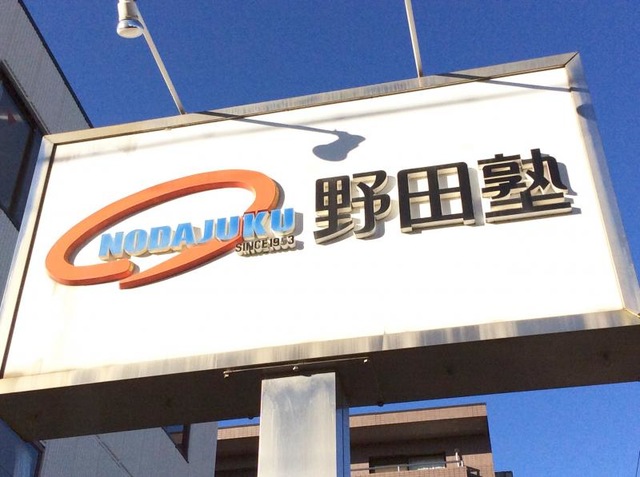 NODAJUKU
SINCE1953
野田塾